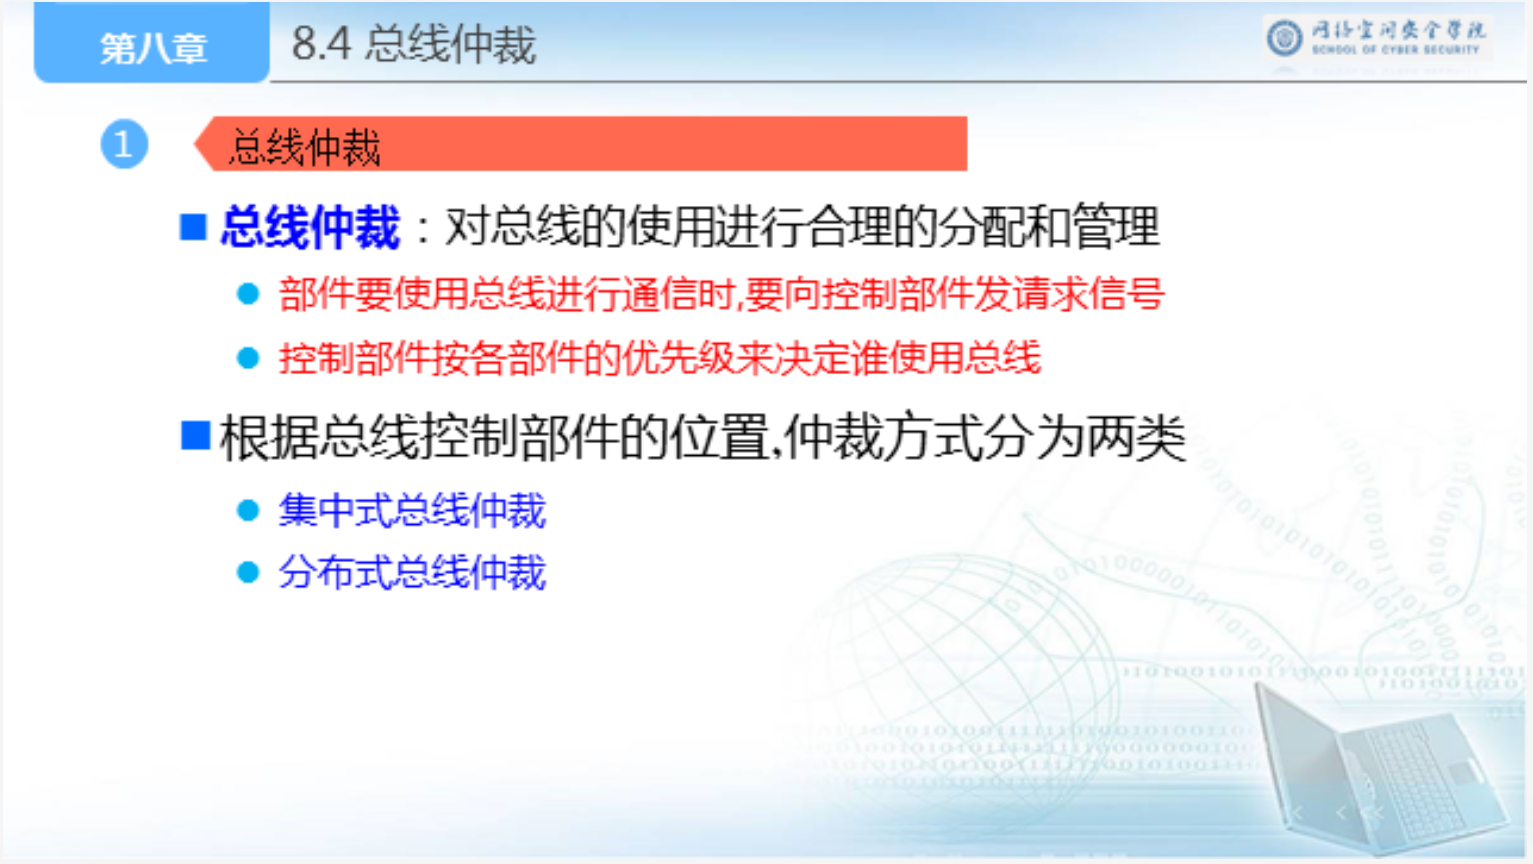 第八章
8.4 总线仲裁
网络空间安全学院
SCHOOL OF CYBER SECURITY
1
总线仲裁
总线仲裁：对总线的使用进行合理的分配和管理
部件要使用总线进行通信时,要向控制部件发请求信号
控制部件按各部件的优先级来决定谁使用总线
根据总线控制部件的位置,仲裁方式分为两类
集中式总线仲裁
分布式总线仲裁